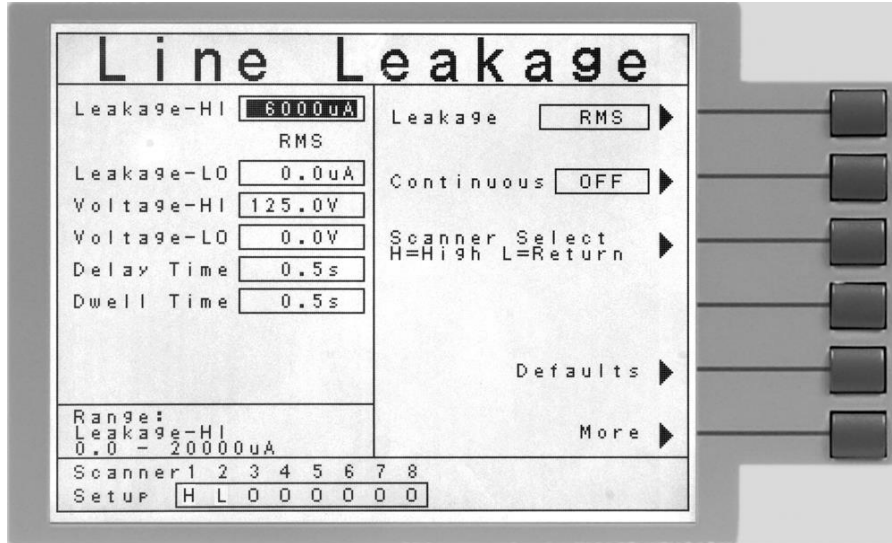 Line Leakage
Leakage-HI 6000uA
RMS
Leakage-LO 0.0uA
Voltage-HI 125.0V
Voltage-LO 0.0V
Delay Time 0.5s
Dwell Time 0.5s
Leakage RMS
Continuous OFF
Scanner Select
H=High L=Return
Defaults
More
Range:
Leakage-HI
0.0 - 20000uA
Scanner 1 2 3 4 5 6 7 8
Setup H L O O O O O O